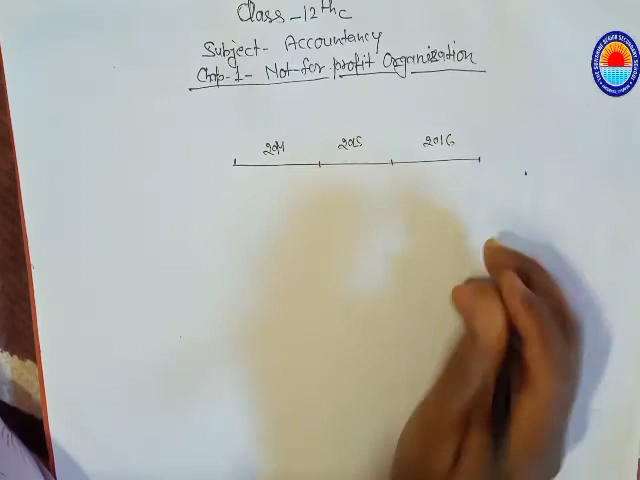 Class - 12th c
Subject - Accountancy
Chp-1 - Not for profit Organization
2014 2015 2016